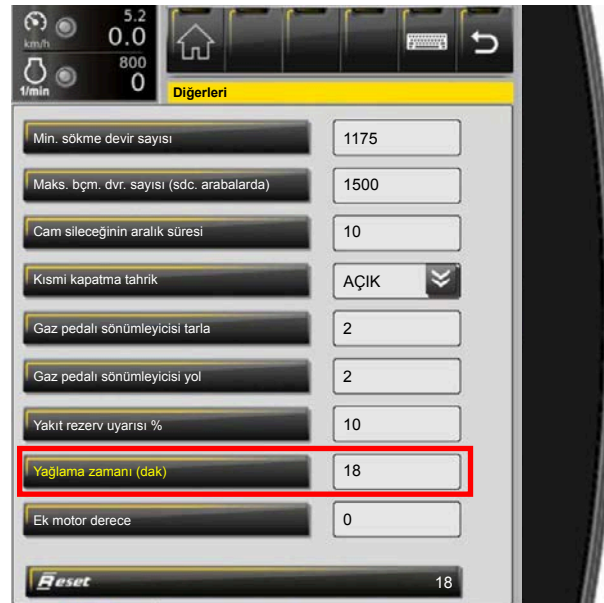 5.2
km/h 0.0
800
1/min 0
Diğerleri
Min. sökme devir sayısı 1175
Maks. bçm. dvr. sayısı (sdc. arabalarda) 1500
Cam sileceğinin aralık süresi 10
Kısmi kapatma tahrik AÇIK
Gaz pedalı sönümleyicisi tarla 2
Gaz pedalı sönümleyicisi yol 2
Yakıt rezerv uyarısı % 10
Yağlama zamanı (dak) 18
Ek motor derece 0
Reset 18